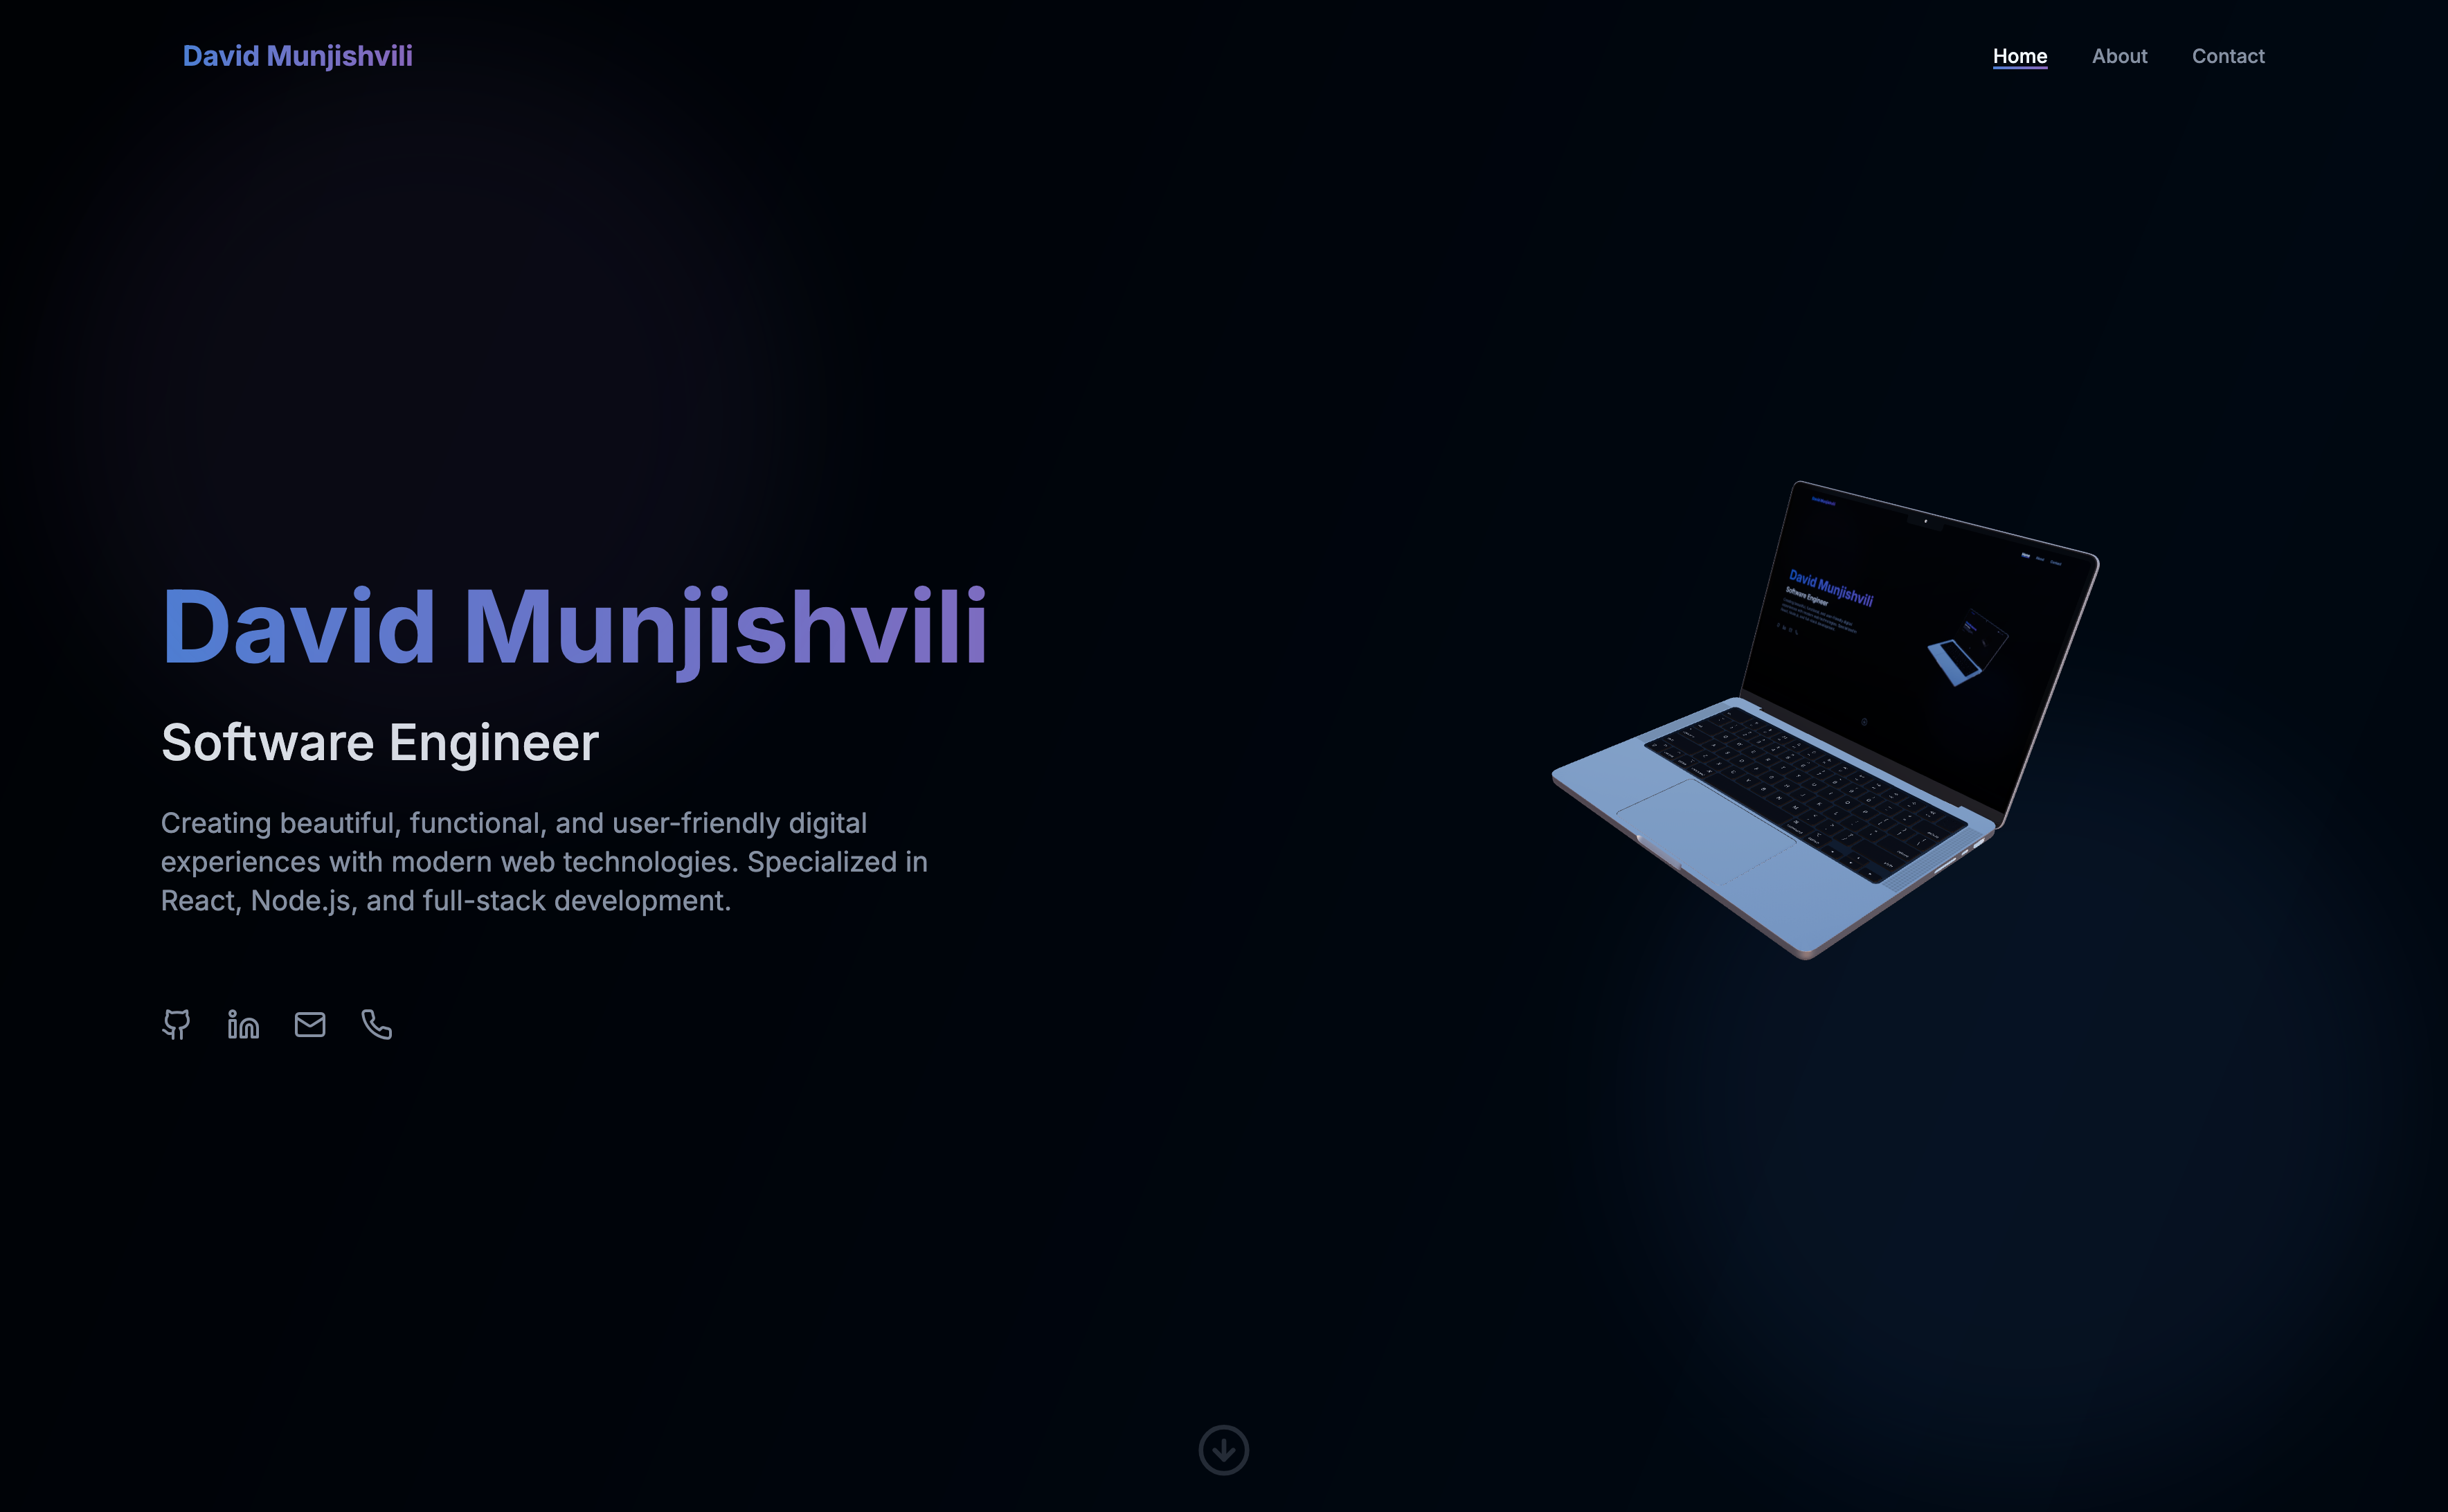 David Munjishvili
Home About Contact
David Munjishvili
Software Engineer
Creating beautiful, functional, and user-friendly digital
experiences with modern web technologies. Specialized in
React, Node.js, and full-stack development.
David Munjishvili
Software Engineer